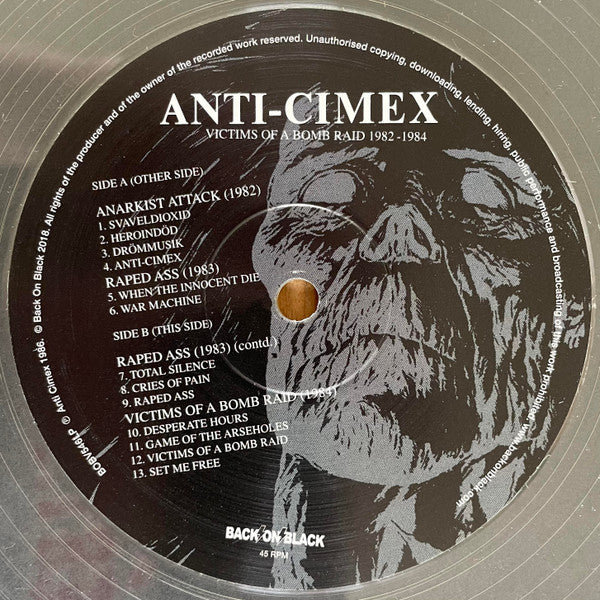 BOBV546LP ℗ Anti Cimex 1986. © Back On Black 2018. All rights of the producer and of the owner of the recorded work reserved. Unauthorised copying, downloading, lending, hiring, public performance and broadcasting of this work prohibited. www.backonblack.com
ANTI-CIMEX
VICTIMS OF A BOMB RAID 1982 -1984
SIDE A (OTHER SIDE)
ANARKIST ATTACK (1982)
1. SVAVELDIOXID
2. HEROINDÖD
3. DRÖMMUSIK
4. ANTI-CIMEX
RAPED ASS (1983)
5. WHEN THE INNOCENT DIE
6. WAR MACHINE
SIDE B (THIS SIDE)
RAPED ASS (1983) (contd.)
7. TOTAL SILENCE
8. CRIES OF PAIN
9. RAPED ASS
VICTIMS OF A BOMB RAID (1984)
10. DESPERATE HOURS
11. GAME OF THE ARSEHOLES
12. VICTIMS OF A BOMB RAID
13. SET ME FREE
BACK ON BLACK
45 RPM